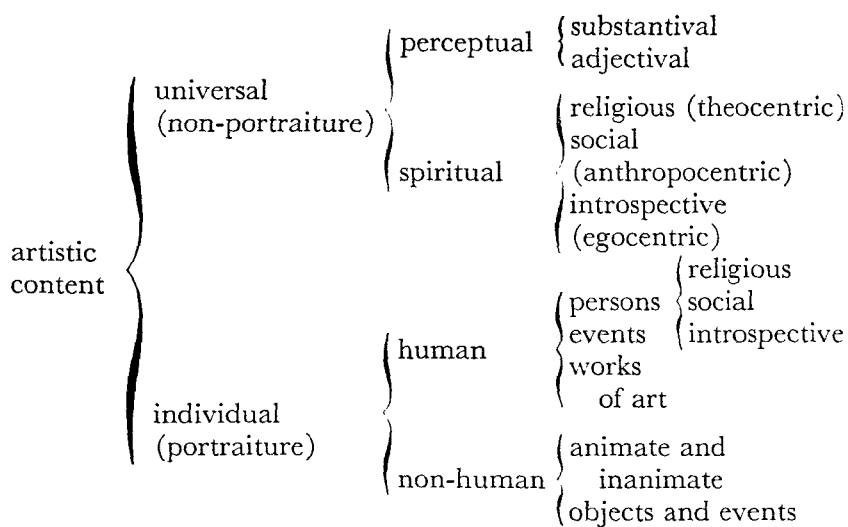 artistic
content
universal
(non-portraiture)
perceptual
substantival
adjectival
spiritual
religious (theocentric)
social
(anthropocentric)
introspective
(egocentric)
individual
(portraiture)
human
persons
religious
social
introspective
events
works
of art
non-human
animate and
inanimate
objects and events